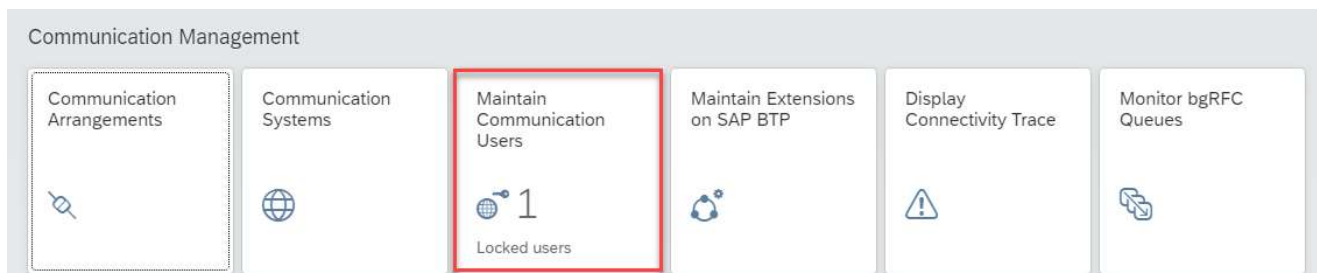 Communication Management
Communication
Arrangements
Communication
Systems
Maintain
Communication
Users
1
Locked users
Maintain Extensions
on SAP BTP
Display
Connectivity Trace
Monitor bgRFC
Queues